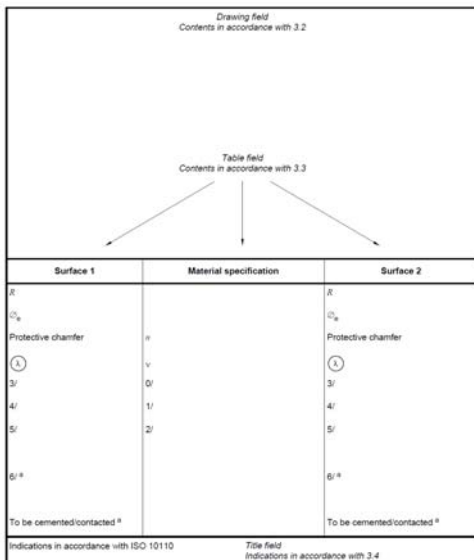 Drawing field
Contents in accordance with 3.2
Table field
Contents in accordance with 3.3
Surface 1 Material specification Surface 2
R R
∅e ∅e
Protective chamfer n Protective chamfer
λ ν λ
3/ 0/ 3/
4/ 1/ 4/
5/ 2/ 5/
6/ a 6/ a
To be cemented/contacted a To be cemented/contacted a
Indications in accordance with ISO 10110 Title field
Indications in accordance with 3.4